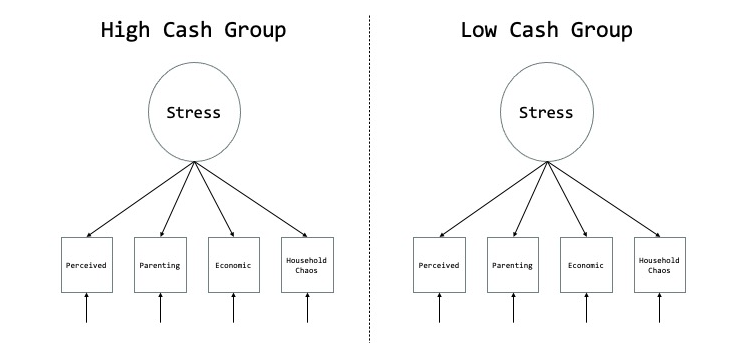 High Cash Group
Stress
Perceived
Parenting
Economic
Household
Chaos
Low Cash Group
Stress
Perceived
Parenting
Economic
Household
Chaos